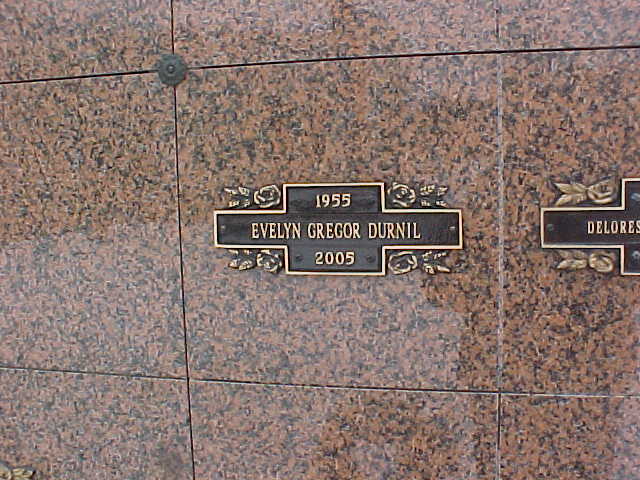 1955
EVELYN GREGOR DURNIL
2005
DELORES